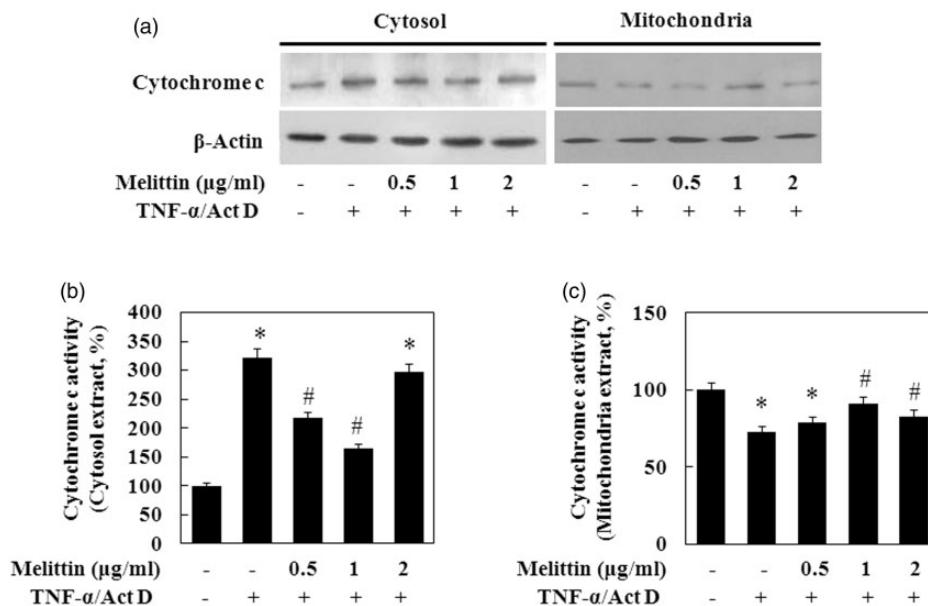 (a)
Cytosol Mitochondria
Cytochrome c
β-Actin
Melittin (μg/ml) - - 0.5 1 2 - - 0.5 1 2
TNF-α/Act D - + + + + - + + + +
(b)
Cytochrome c activity
(Cytosol extract, %)
400
350
300
250
200
150
100
50
0
* # # *
Melittin (μg/ml) - - 0.5 1 2
TNF-α/Act D - + + + +
(c)
Cytochrome c activity
(Mitochondria extract, %)
150
100
50
0
* * # #
Melittin (μg/ml) - - 0.5 1 2
TNF-α/Act D - + + + +